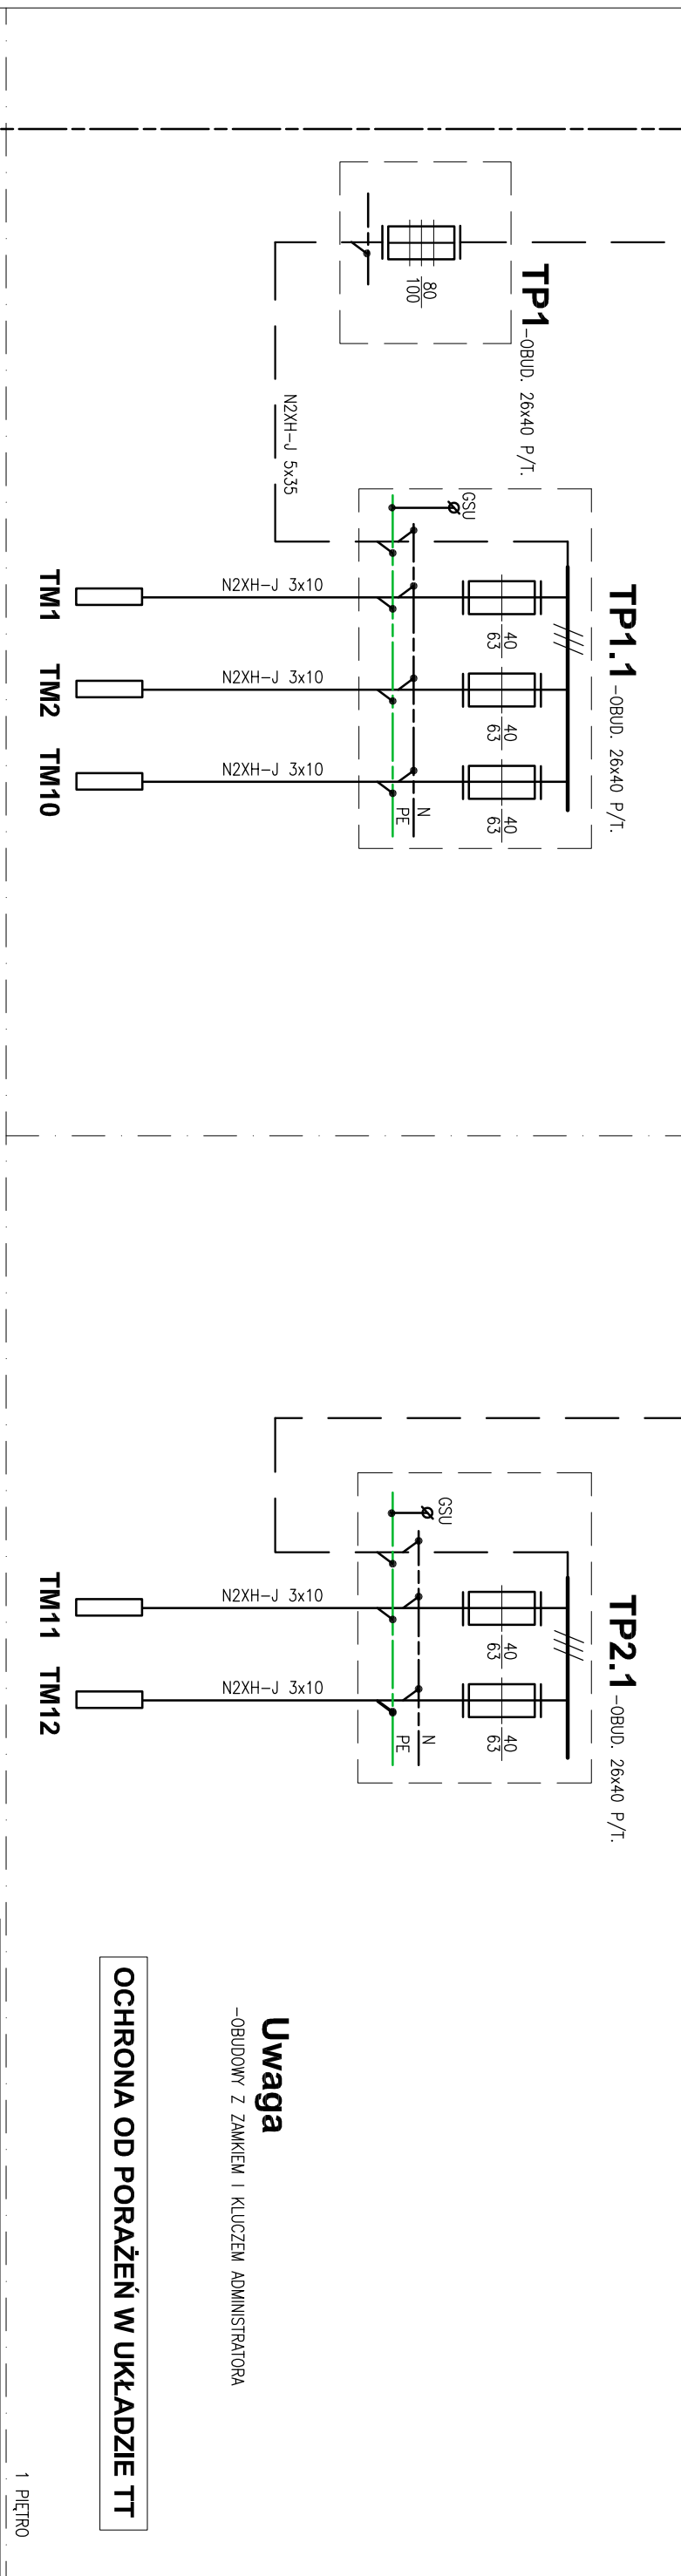 TP1-OBUD. 26x40 P/T.
80
100
N2XH-J 5x35
TP1.1-OBUD. 26x40 P/T.
GSU
40
63
40
63
40
63
N
PE
N2XH-J 3x10
N2XH-J 3x10
N2XH-J 3x10
TM1
TM2
TM10
TP2.1-OBUD. 26x40 P/T.
GSU
40
63
40
63
N
PE
N2XH-J 3x10
N2XH-J 3x10
TM11
TM12
Uwaga
-OBUDOWY Z ZAMKIEM I KLUCZEM ADMINISTRATORA
OCHRONA OD PORAŻEŃ W UKŁADZIE TT
1 PIĘTRO